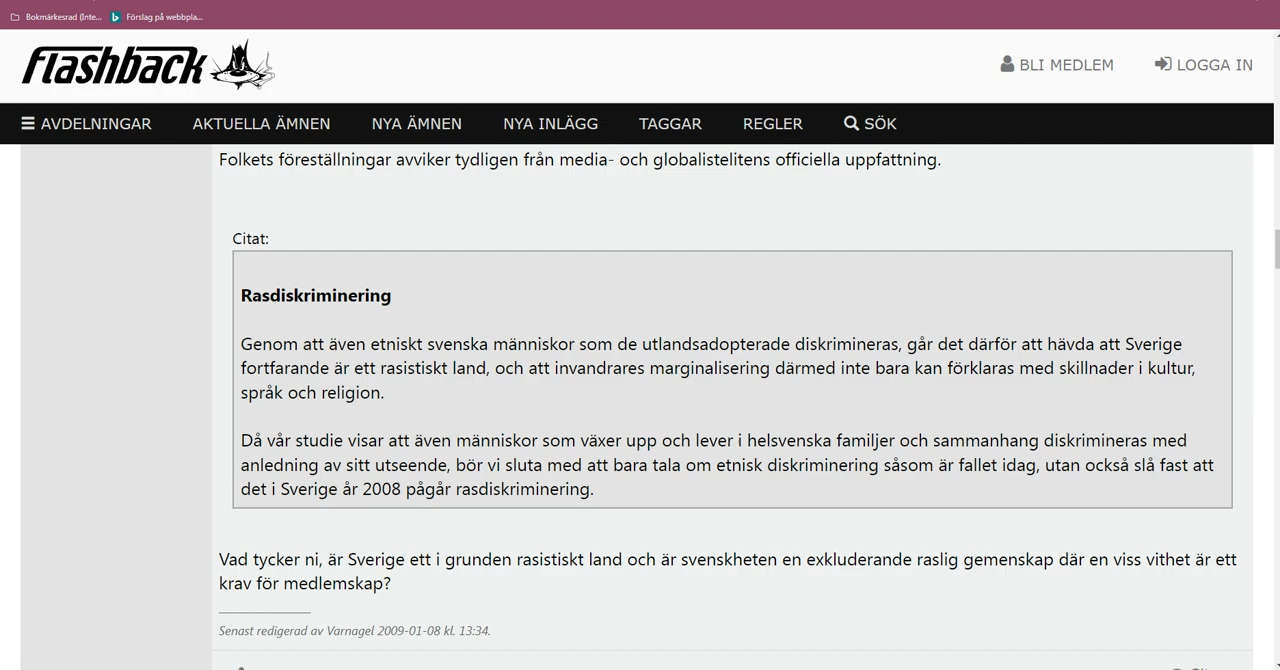 Bokmärkesrad (Inte...
Förslag på webbpla...
flashback
BLI MEDLEM
LOGGA IN
AVDELNINGAR
AKTUELLA ÄMNEN
NYA ÄMNEN
NYA INLÄGG
TAGGAR
REGLER
SÖK
Folkets föreställningar avviker tydligen från media- och globalistelitens officiella uppfattning.
Citat:
Rasdiskriminering
Genom att även etniskt svenska människor som de utlandsadopterade diskrimineras, går det därför att hävda att Sverige
fortfarande är ett rasistiskt land, och att invandrares marginalisering därmed inte bara kan förklaras med skillnader i kultur,
språk och religion.
Då vår studie visar att även människor som växer upp och lever i helsvenska familjer och sammanhang diskrimineras med
anledning av sitt utseende, bör vi sluta med att bara tala om etnisk diskriminering såsom är fallet idag, utan också slå fast att
det i Sverige år 2008 pågår rasdiskriminering.
Vad tycker ni, är Sverige ett i grunden rasistiskt land och är svenskheten en exkluderande raslig gemenskap där en viss vithet är ett
krav för medlemskap?
Senast redigerad av Varnagel 2009-01-08 kl. 13:34.